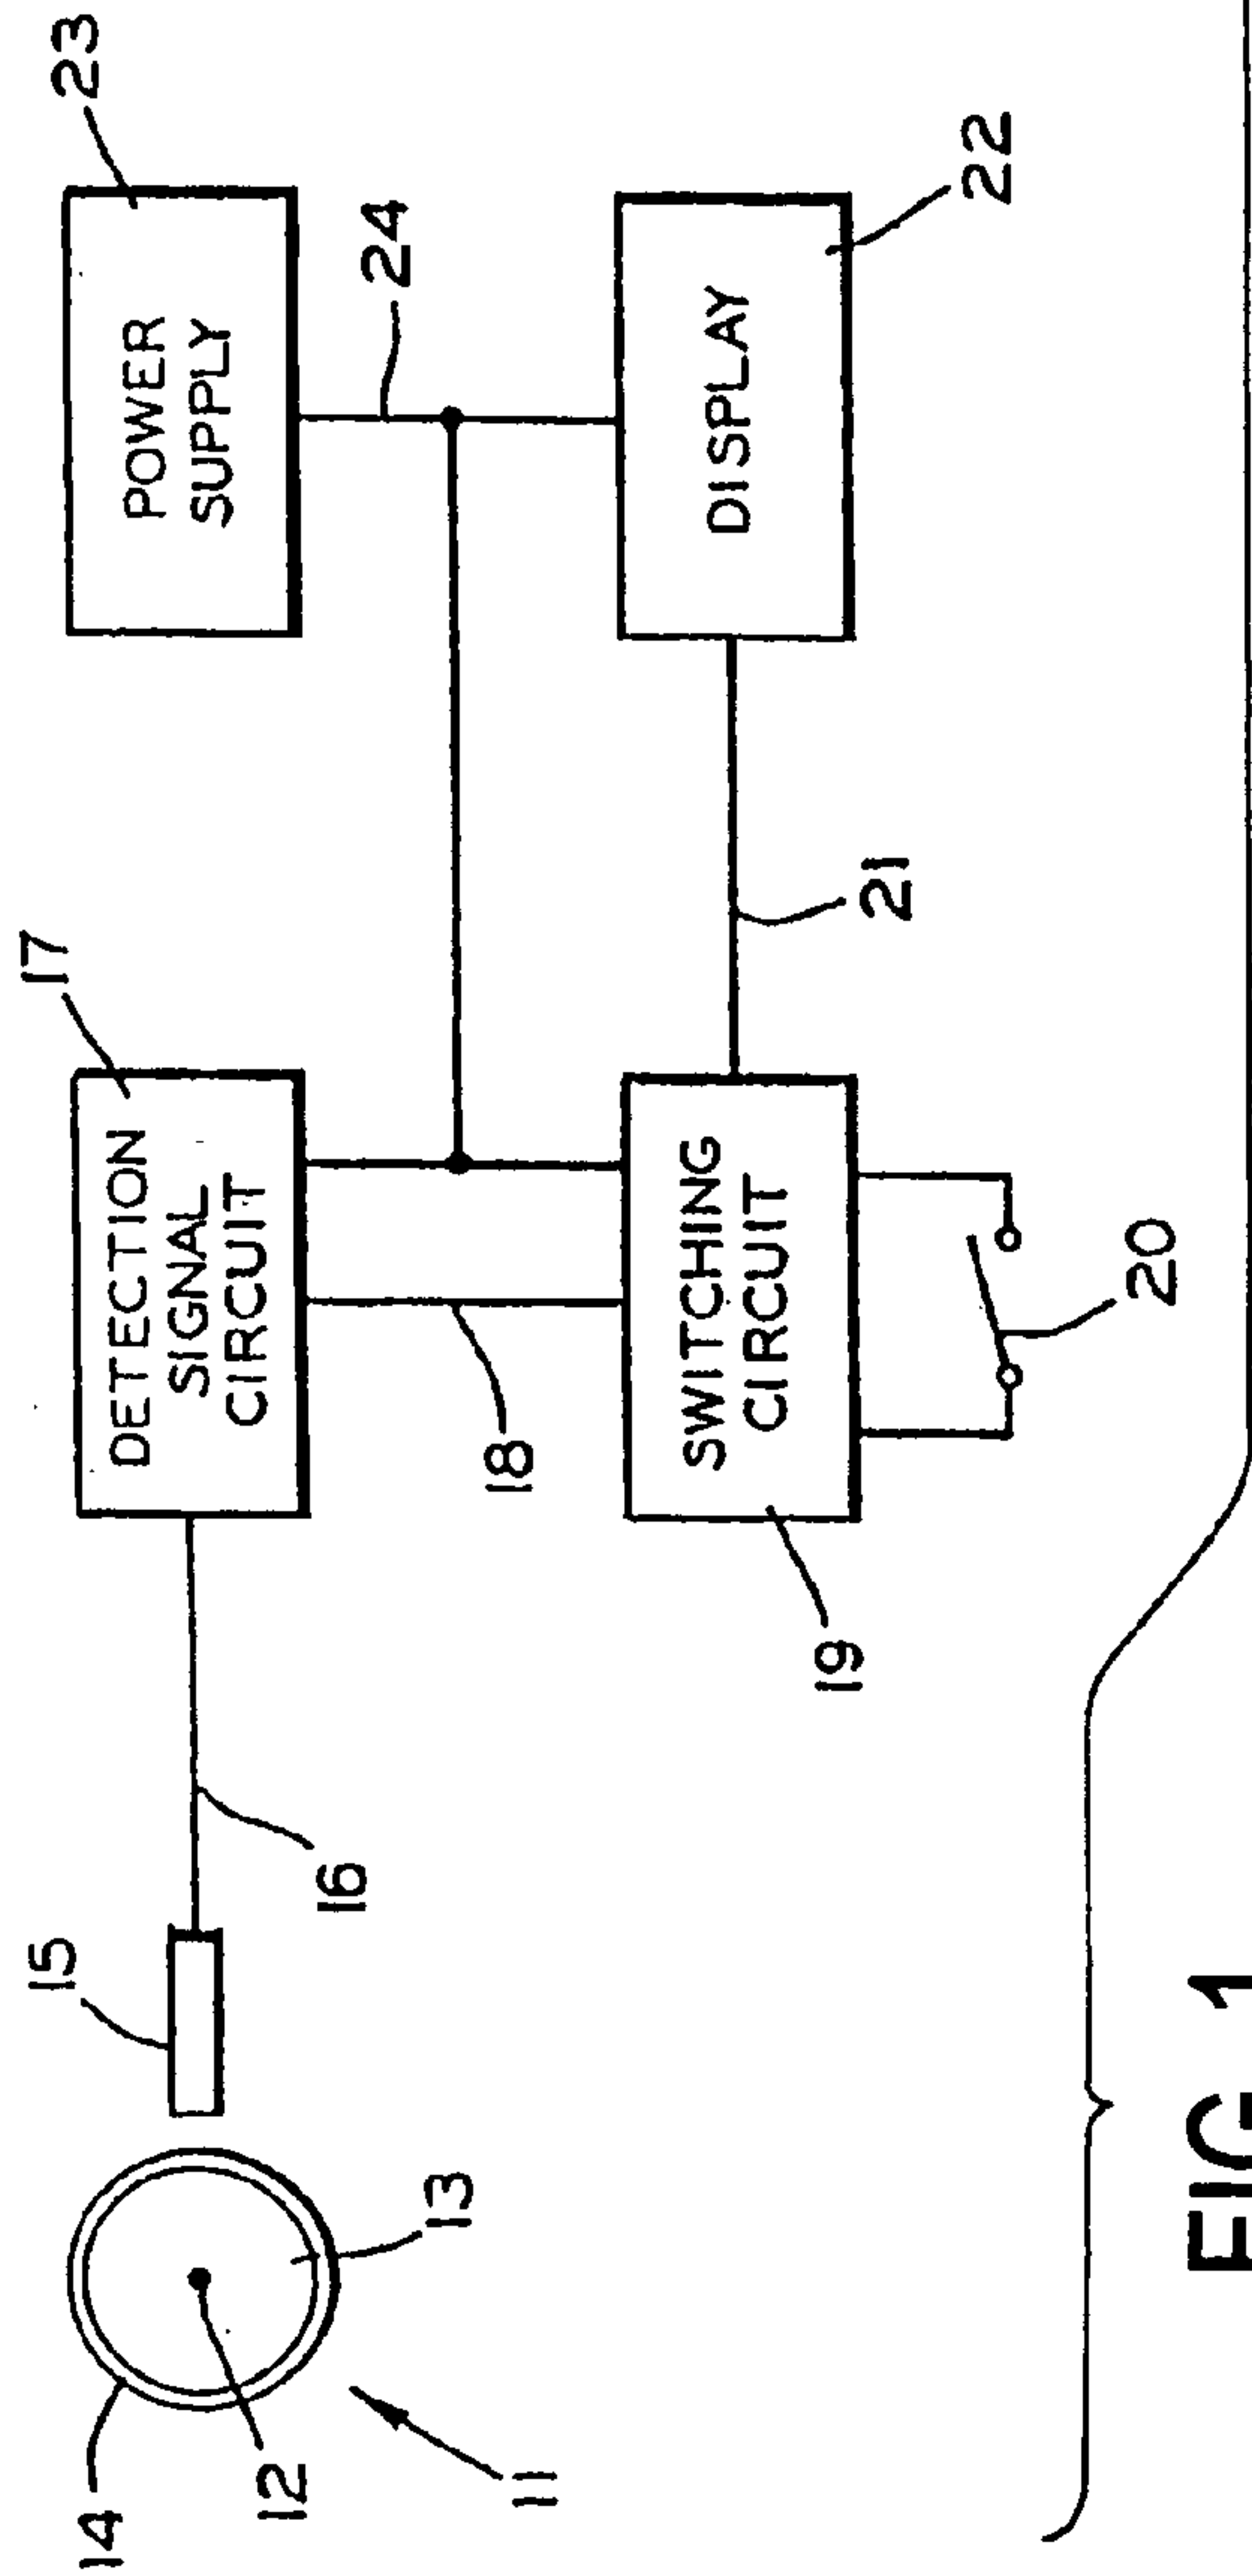 14
12
11
13
15
16
17
DETECTION
SIGNAL
CIRCUIT
18
19
SWITCHING
CIRCUIT
20
21
23
POWER
SUPPLY
24
DISPLAY
22
FIG. 1